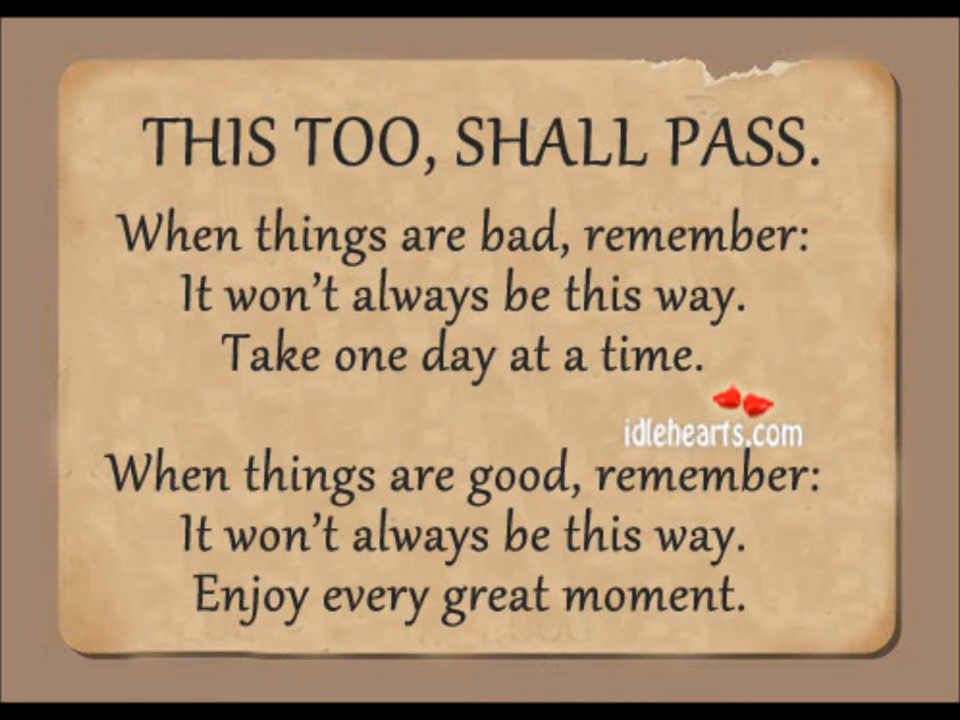 THIS TOO, SHALL PASS.
When things are bad, remember:
It won't always be this way.
Take one day at a time.
idlehearts.com
When things are good, remember:
It won't always be this way.
Enjoy every great moment.